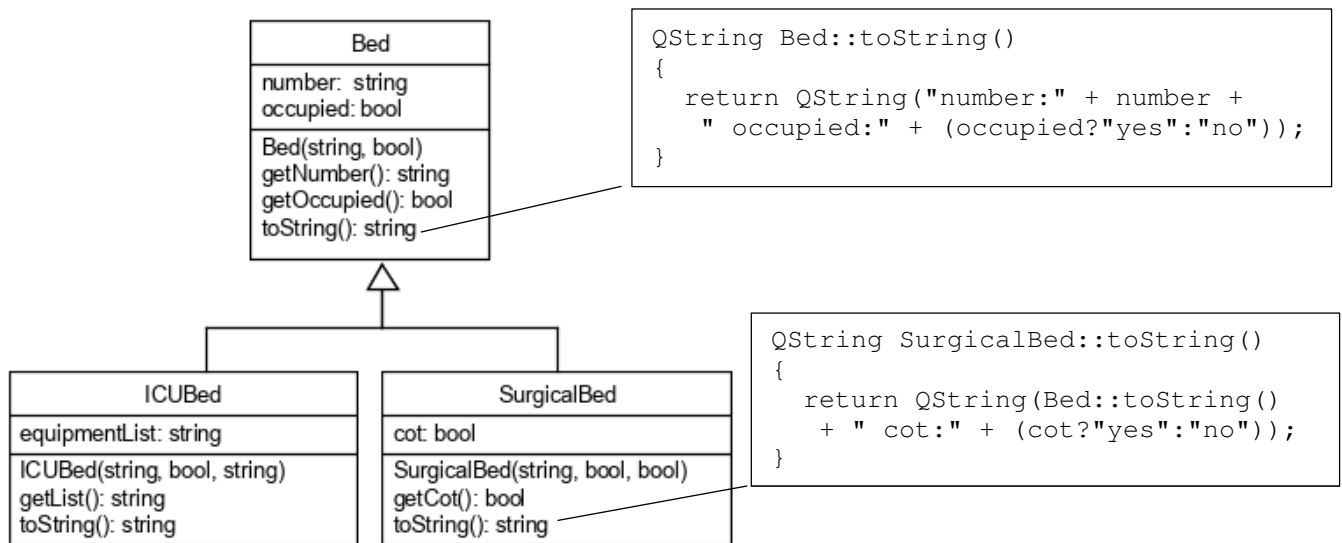 Bed
number:  string
occupied: bool
Bed(string, bool)
getNumber(): string
getOccupied(): bool
toString(): string
QString Bed::toString()
{
  return QString("number:" + number +
   " occupied:" + (occupied?"yes":"no"));
}
ICUBed
equipmentList: string
ICUBed(string, bool, string)
getList(): string
toString(): string
SurgicalBed
cot: bool
SurgicalBed(string, bool, bool)
getCot(): bool
toString(): string
QString SurgicalBed::toString()
{
  return QString(Bed::toString()
   + " cot:" + (cot?"yes":"no"));
}